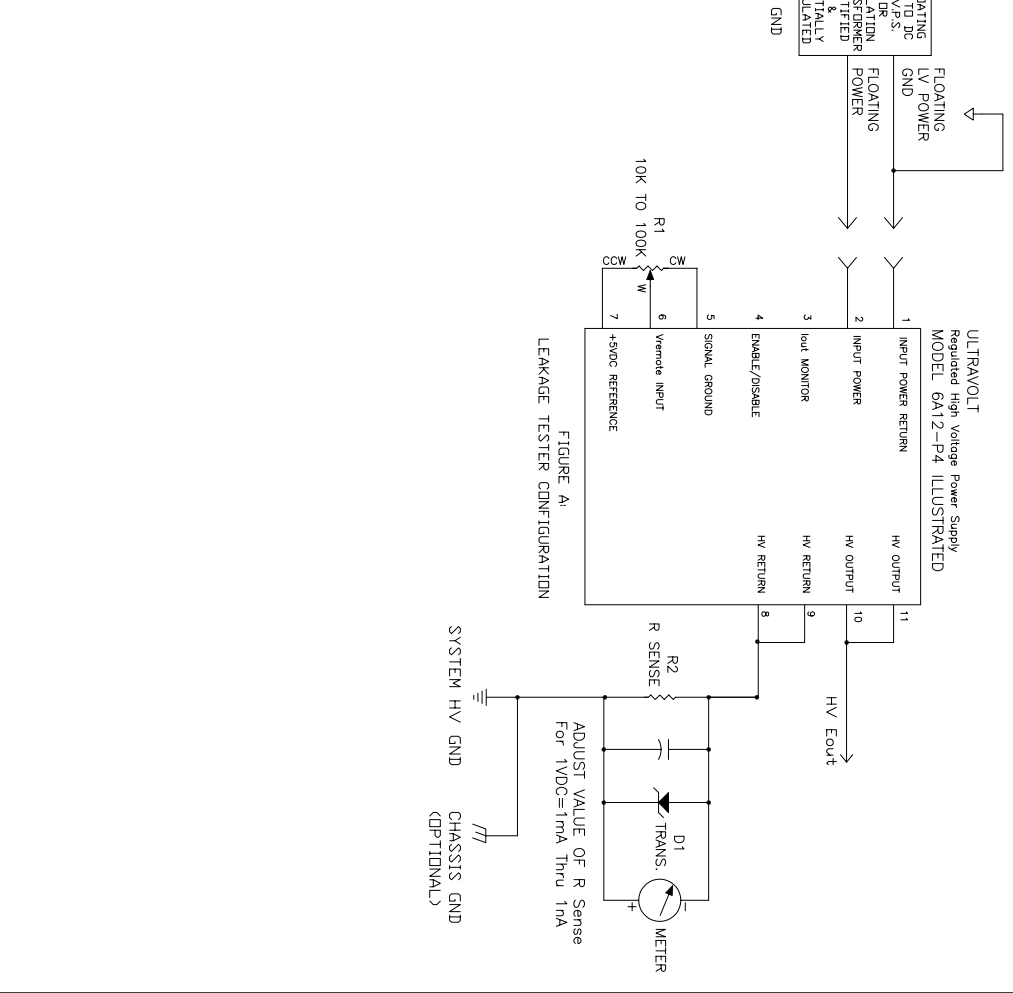 GND
& 
OR
TO DC
FLOATING
LV POWER
GND
FLOATING
POWER
ULTRAVOLT
Regulated High Voltage Power Supply
MODEL 6A12-P4 ILLUSTRATED
R1
10K TO 100K
CCW
CW
W
1
2
3
4
5
6
7
INPUT POWER RETURN
INPUT POWER
Iout MONITOR
ENABLE/DISABLE
SIGNAL GROUND
Vremote INPUT
+5VDC REFERENCE
HV OUTPUT
HV OUTPUT
HV RETURN
HV RETURN
11
10
9
8
HV Eout
FIGURE A:
LEAKAGE TESTER CONFIGURATION
R2
R SENSE
D1
TRANS.
-
+
METER
ADJUST VALUE OF R Sense
For 1VDC=1mA Thru 1nA
SYSTEM HV GND
CHASSIS GND
(OPTIONAL)